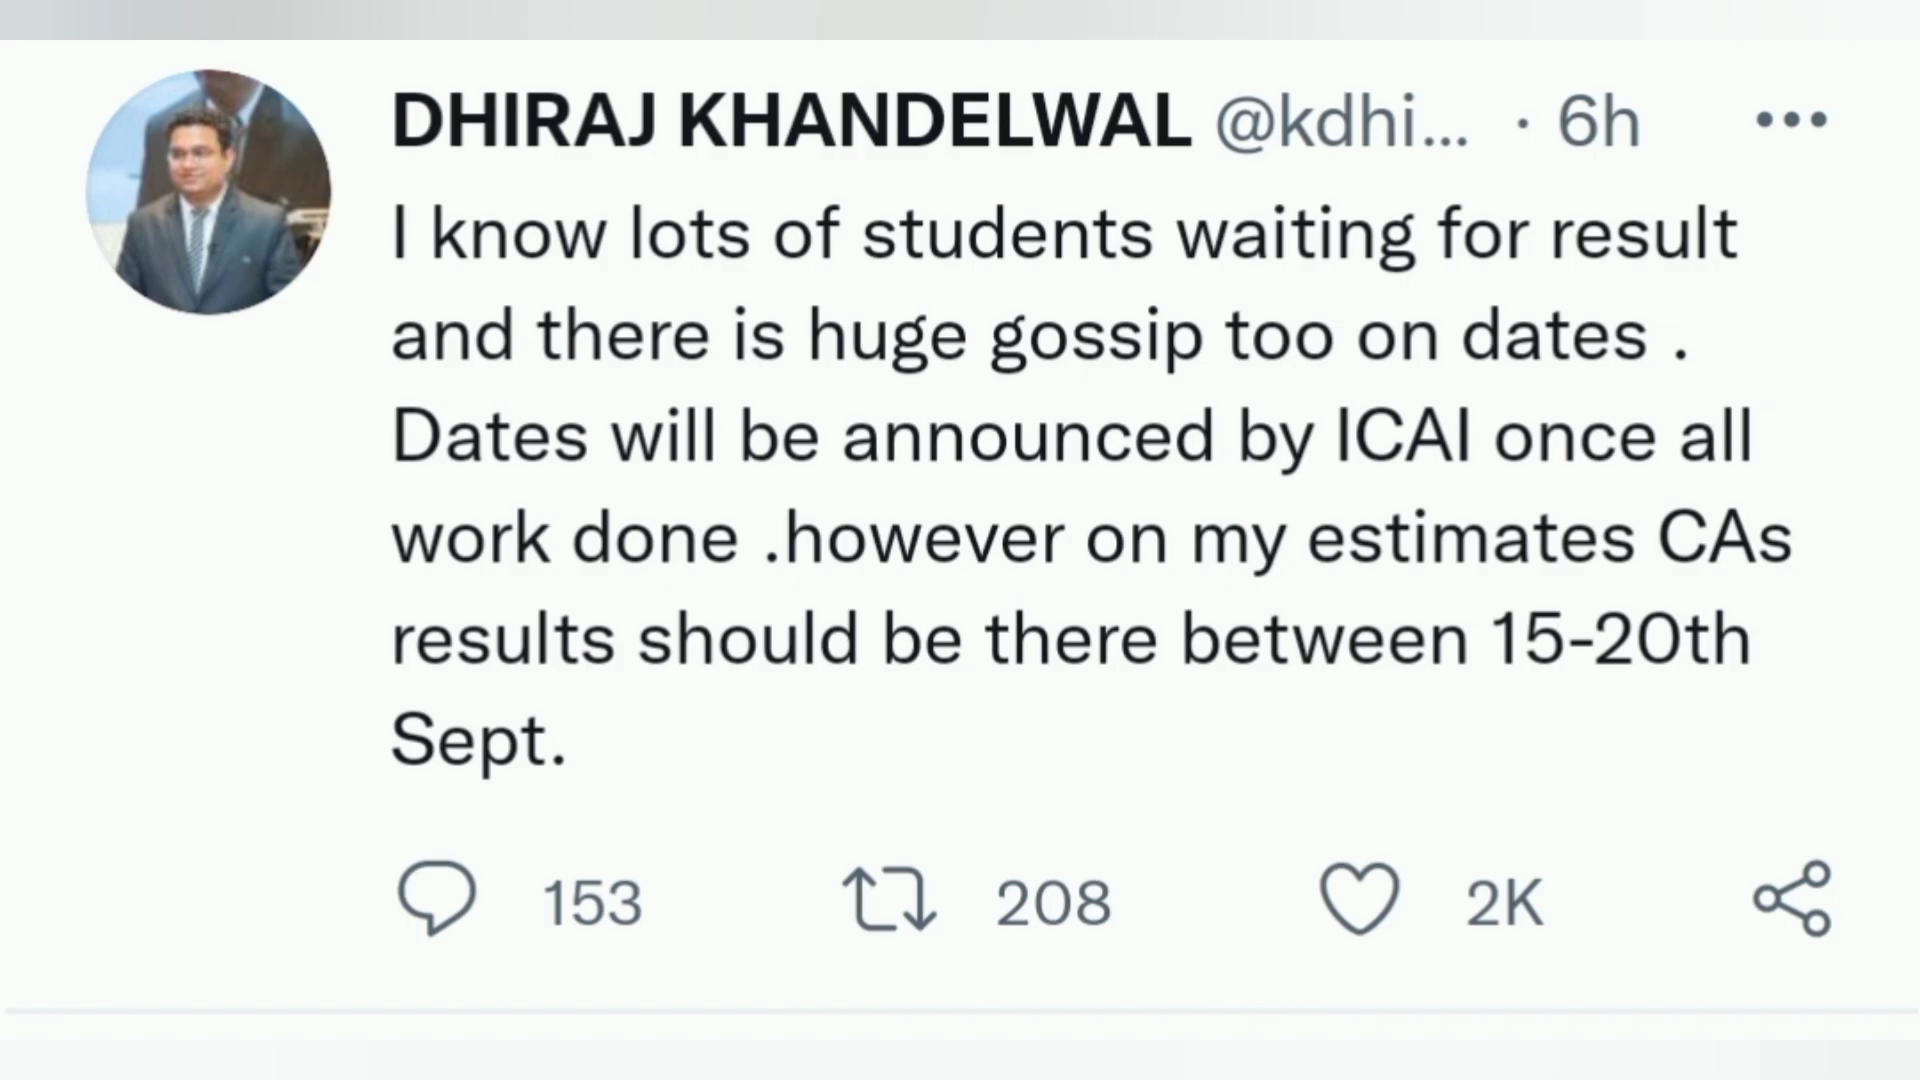 DHIRAJ KHANDELWAL @kdhi... · 6h
I know lots of students waiting for result
and there is huge gossip too on dates .
Dates will be announced by ICAI once all
work done .however on my estimates CAs
results should be there between 15-20th
Sept.
153 208 2K